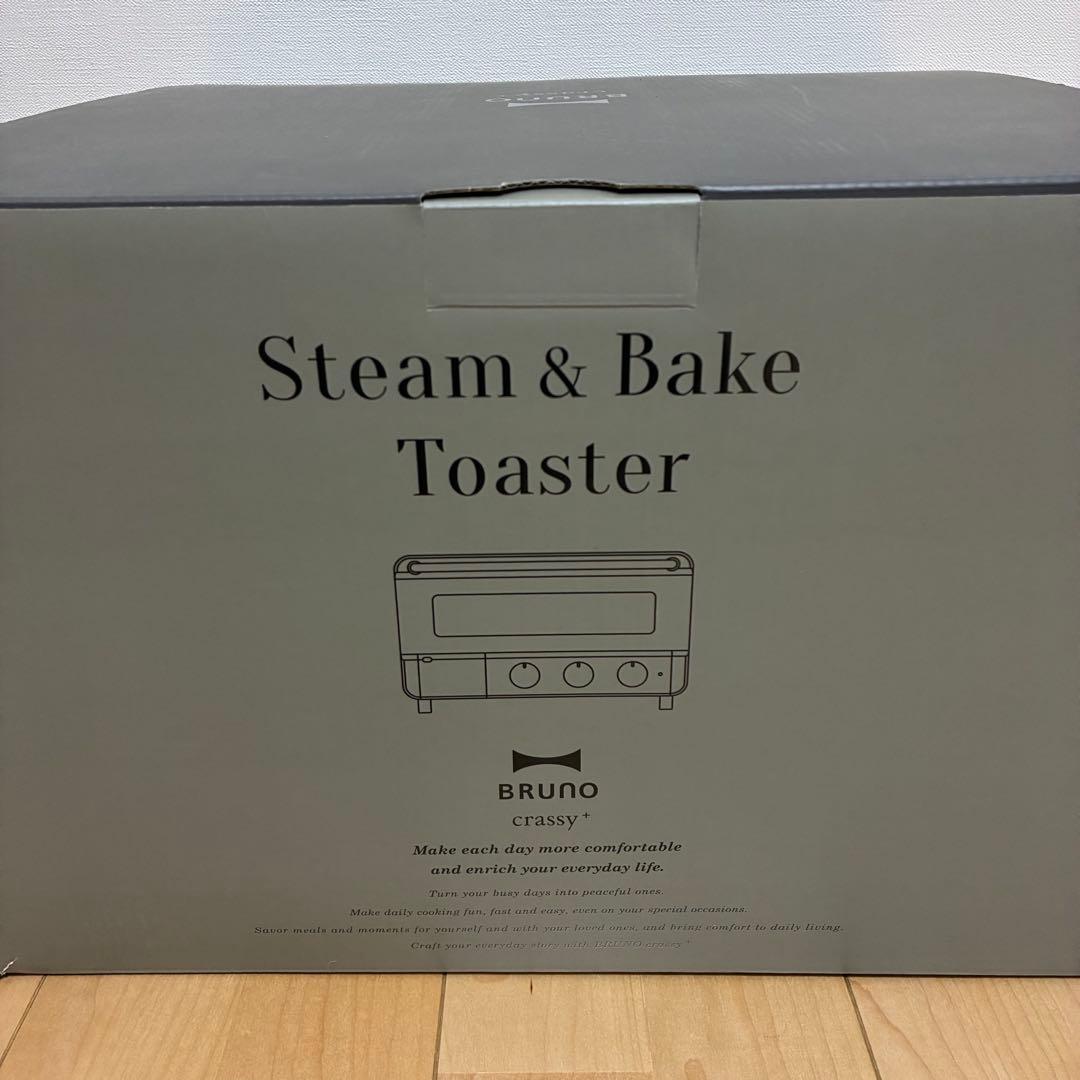 BRUNO
Steam & Bake
Toaster
BRUNO
crassy+
Make each day more comfortable
and enrich your everyday life.
Turn your busy days into peaceful ones.
Make daily cooking fun, fast and easy, even on your special occasions.
Savor meals and moments for yourself and with your loved ones, and bring comfort to daily living.
Craft your everyday story with BRUNO crassy+